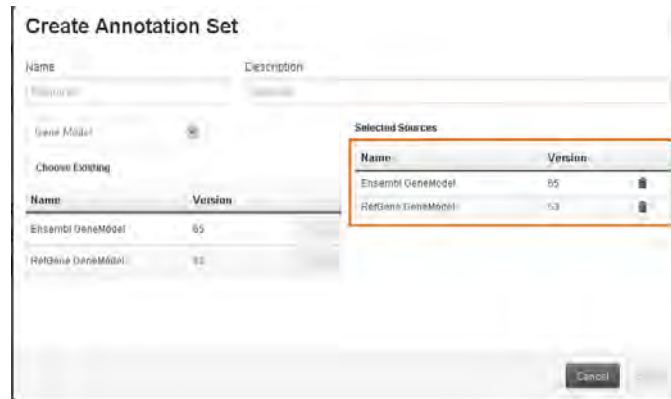 Create Annotation Set
Name Description
Gene Model
Choose Existing
Name Version
Ensembl GeneModel 65
RefGene GeneModel
Selected Sources
Name Version
Ensembl GeneModel 65
RefGene GeneModel 53
Cancel